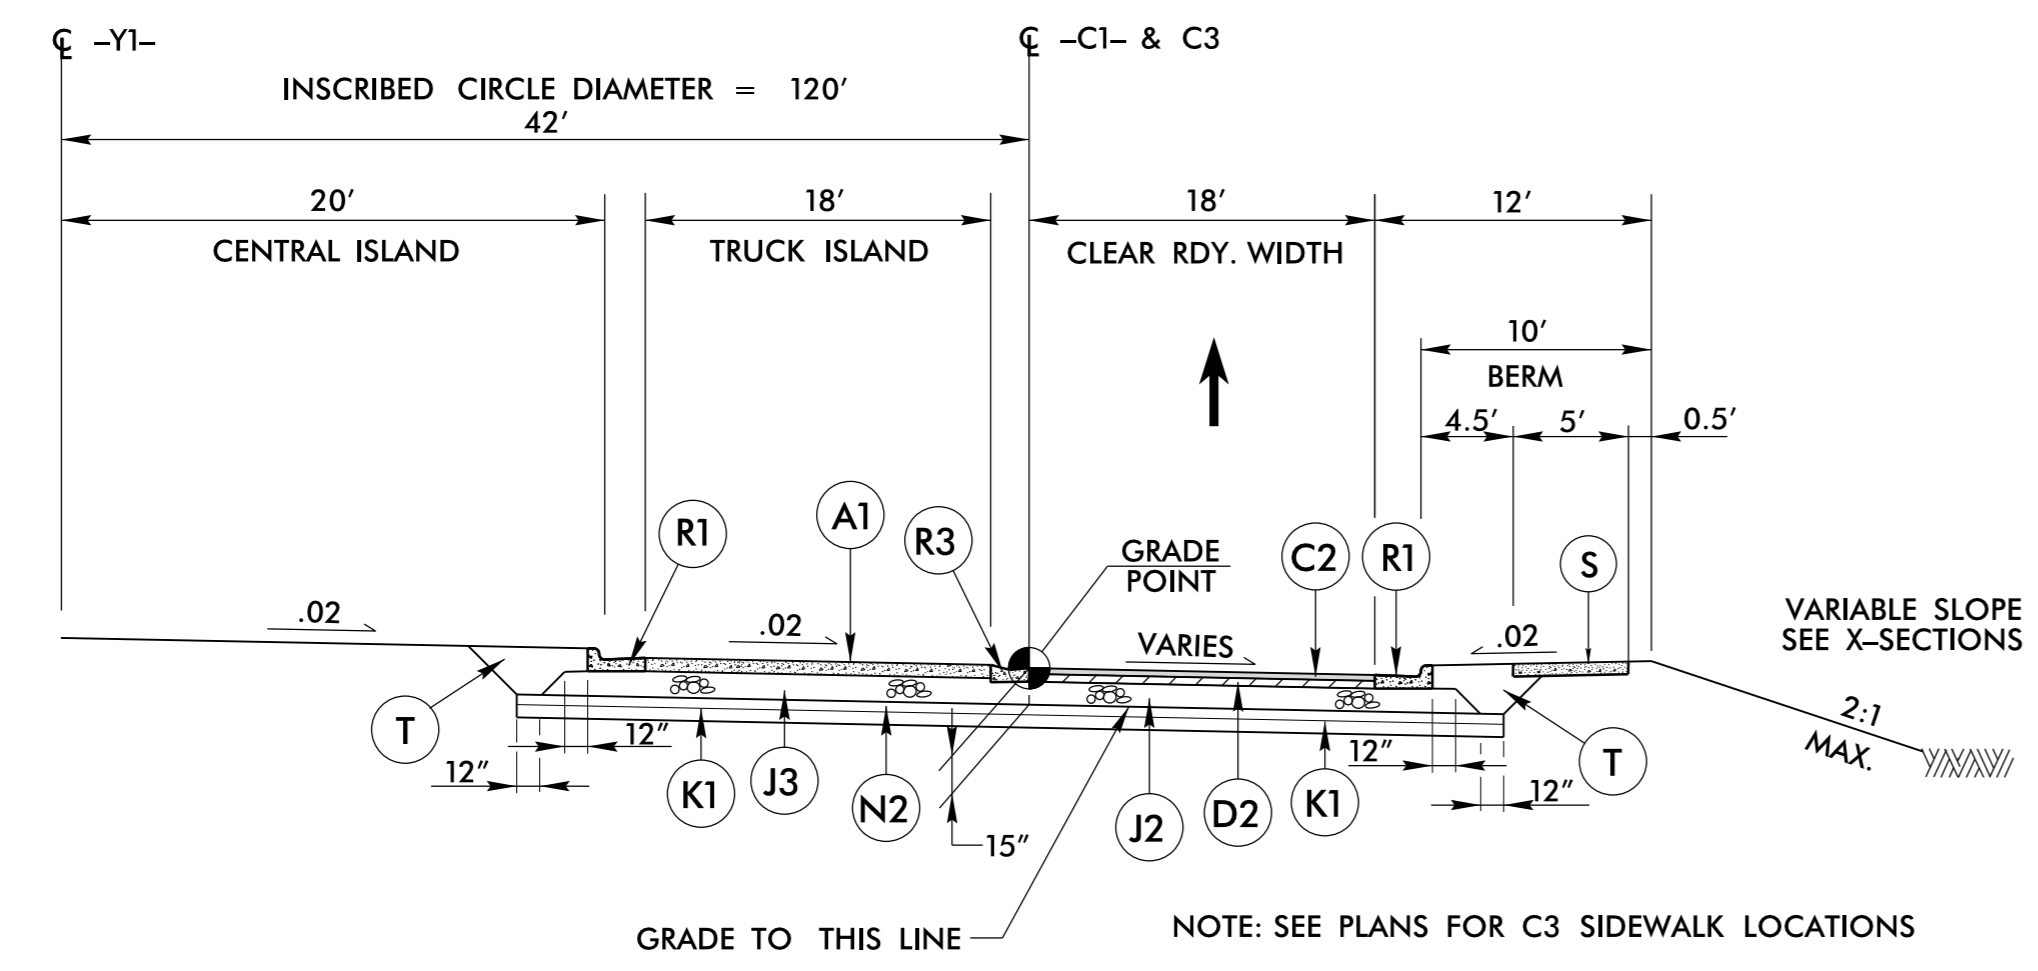 ℄ –Y1–
℄ –C1– & C3
INSCRIBED CIRCLE DIAMETER = 120'
42'
20'
18'
18'
12'
CENTRAL ISLAND
TRUCK ISLAND
CLEAR RDY. WIDTH
10'
BERM
4.5'
5'
0.5'
R1
A1
R3
GRADE
POINT
C2
R1
S
.02
.02
VARIES
.02
VARIABLE SLOPE
SEE X–SECTIONS
T
12"
12"
K1
J3
N2
15"
J2
D2
K1
12"
12"
T
2:1
MAX.
GRADE TO THIS LINE
NOTE: SEE PLANS FOR C3 SIDEWALK LOCATIONS